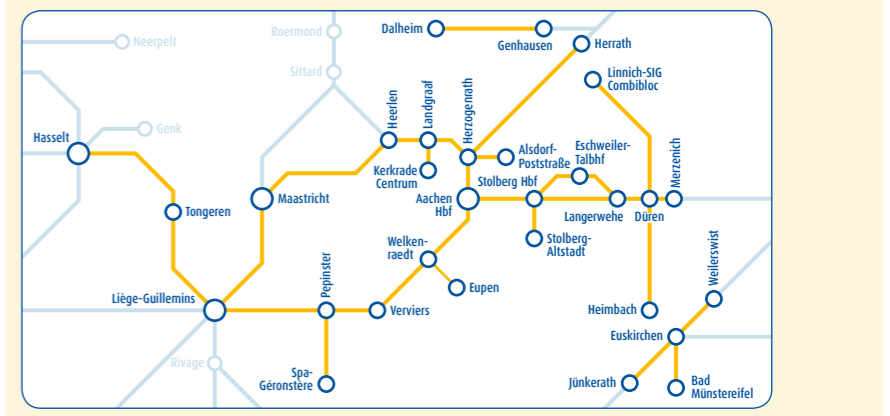 Neerpelt
Roermond
Dalheim
Genhausen
Herrath
Sittard
Linnich-SIG
Combibloc
Genk
Hasselt
Heerlen
Landgraaf
Herzogenrath
Alsdorf-
Poststraße
Eschweiler-
Talbhf
Merzenich
Kerkrade
Centrum
Stolberg Hbf
Maastricht
Aachen
Hbf
Tongeren
Langerwehe
Düren
Stolberg-
Altstadt
Welken-
raedt
Eupen
Weilerswist
Liège-Guillemins
Pepinster
Verviers
Heimbach
Euskirchen
Rivage
Spa-
Géronstère
Jünkerath
Bad
Münstereifel